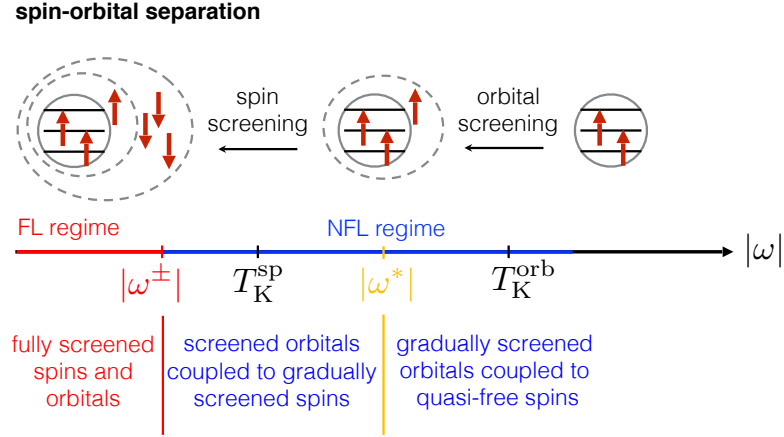 spin-orbital separation
spin
screening
orbital
screening
FL regime
NFL regime
|ω|
|ω^±|
T_K^sp
|ω^*|
T_K^orb
fully screened
spins and
orbitals
screened orbitals
coupled to gradually
screened spins
gradually screened
orbitals coupled to
quasi-free spins